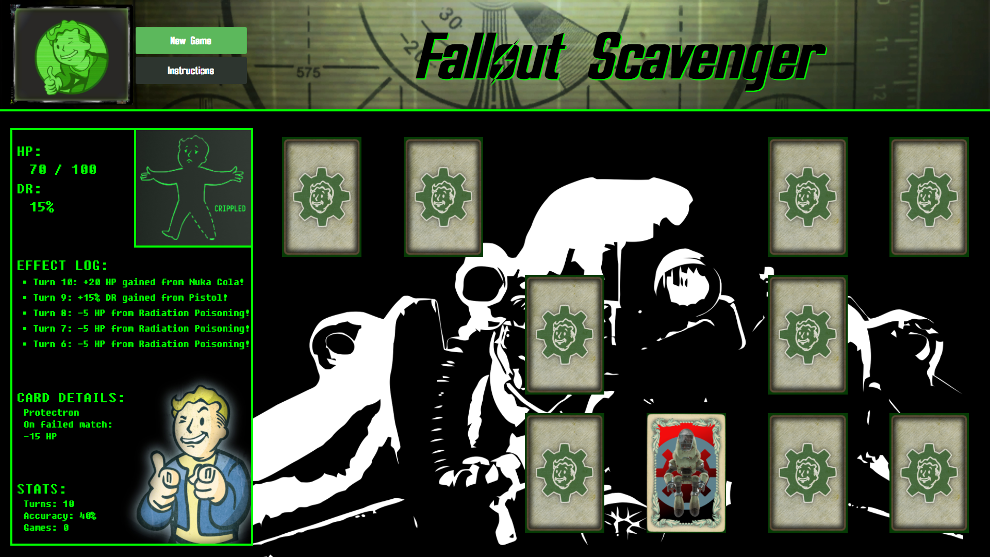 New Game
Instructions
Fallout Scavenger
575
30
HP:
70 / 100
DR:
15%
CRIPPLED
EFFECT LOG:
▪ Turn 10: +20 HP gained from Nuka Cola!
▪ Turn 9: +15% DR gained from Pistol!
▪ Turn 8: -5 HP from Radiation Poisoning!
▪ Turn 7: -5 HP from Radiation Poisoning!
▪ Turn 6: -5 HP from Radiation Poisoning!
CARD DETAILS:
Protectron
On failed match:
-15 HP
STATS:
Turns: 10
Accuracy: 40%
Games: 0